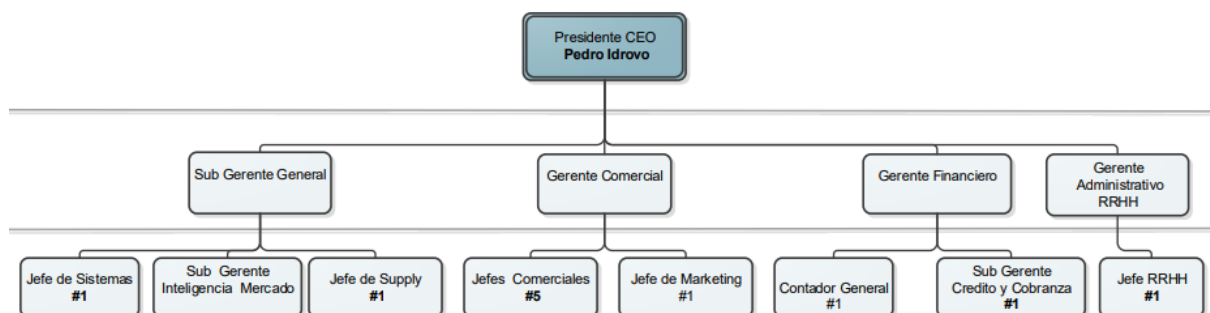 Presidente CEO
Pedro Idrovo
Sub Gerente General
Gerente Comercial
Gerente Financiero
Gerente
Administrativo
RRHH
Jefe de Sistemas
#1
Sub Gerente
Inteligencia Mercado
Jefe de Supply
#1
Jefes Comerciales
#5
Jefe de Marketing
#1
Contador General
#1
Sub Gerente
Credito y Cobranza
#1
Jefe RRHH
#1